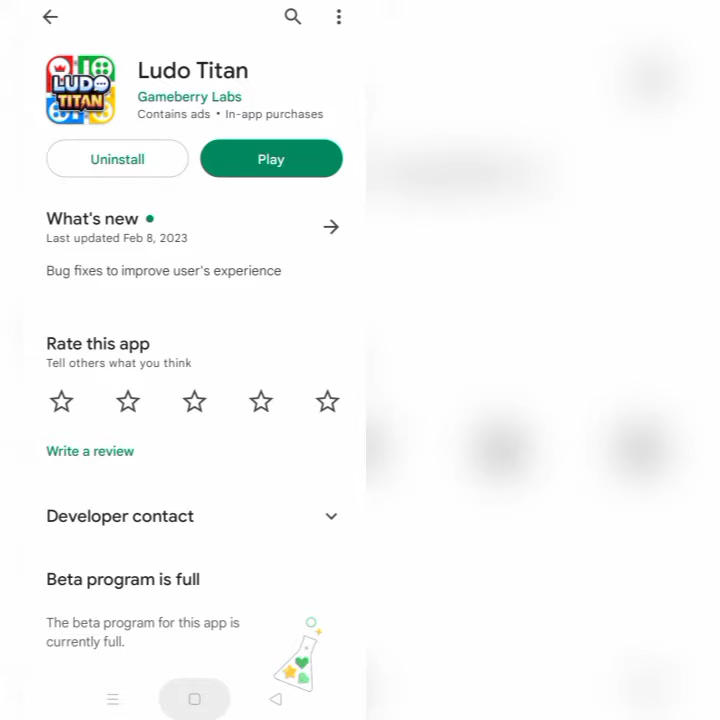 LUDO
TITAN
Ludo Titan
Gameberry Labs
Contains ads • In-app purchases
Uninstall
Play
What's new
Last updated Feb 8, 2023
Bug fixes to improve user's experience
Rate this app
Tell others what you think
Write a review
Developer contact
Beta program is full
The beta program for this app is
currently full.